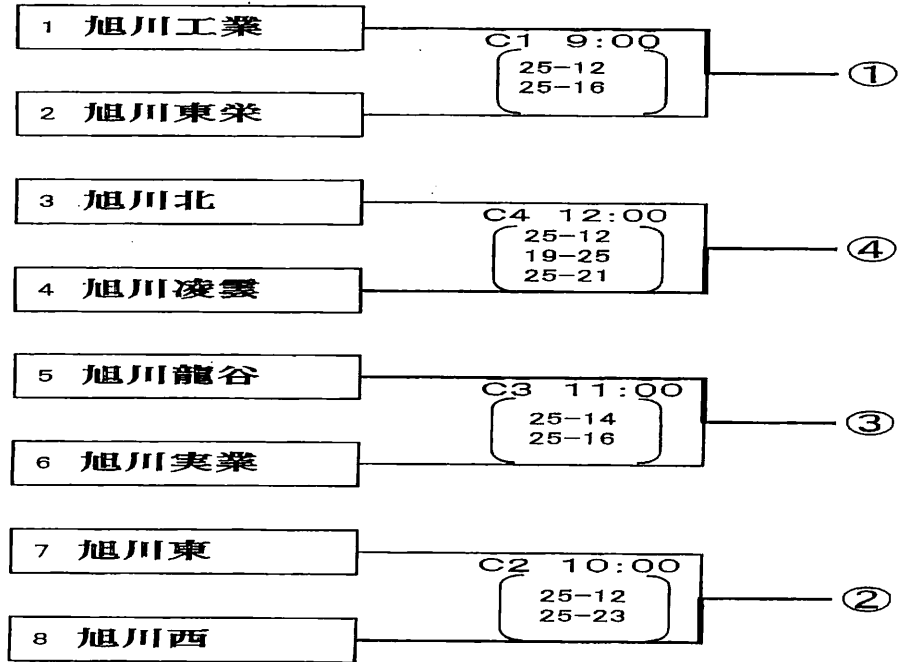 1 旭川工業
C1 9:00
25-12
25-16
①
2 旭川東栄
3 旭川北
C4 12:00
25-12
19-25
25-21
④
4 旭川凌雲
5 旭川龍谷
C3 11:00
25-14
25-16
③
6 旭川実業
7 旭川東
C2 10:00
25-12
25-23
②
8 旭川西